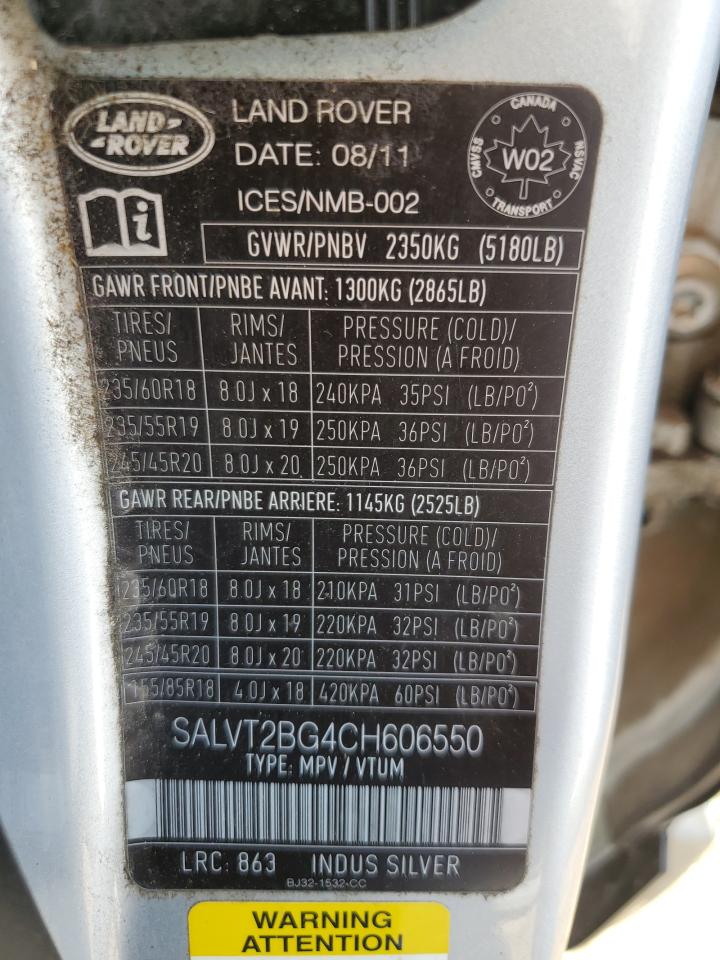 LAND-
-ROVER
LAND ROVER
DATE: 08/11
ICES/NMB-002
CANADA
CMVSS
NSVAC
W02
TRANSPORT
GVWR/PNBV 2350KG (5180LB)
GAWR FRONT/PNBE AVANT: 1300KG (2865LB)
TIRES/ RIMS/ PRESSURE (COLD)/
PNEUS JANTES PRESSION (A FROID)
235/60R18 8.0J x 18 240KPA 35PSI (LB/PO²)
235/55R19 8.0J x 19 250KPA 36PSI (LB/PO²)
245/45R20 8.0J x 20 250KPA 36PSI (LB/PO²)
GAWR REAR/PNBE ARRIERE: 1145KG (2525LB)
TIRES/ RIMS/ PRESSURE (COLD)/
PNEUS JANTES PRESSION (A FROID)
235/60R18 8.0J x 18 210KPA 31PSI (LB/PO²)
235/55R19 8.0J x 19 220KPA 32PSI (LB/PO²)
245/45R20 8.0J x 20 220KPA 32PSI (LB/PO²)
155/85R18 4.0J x 18 420KPA 60PSI (LB/PO²)
SALVT2BG4CH606550
TYPE: MPV / VTUM
LRC: 863 INDUS SILVER
BJ32-1532-CC
WARNING
ATTENTION